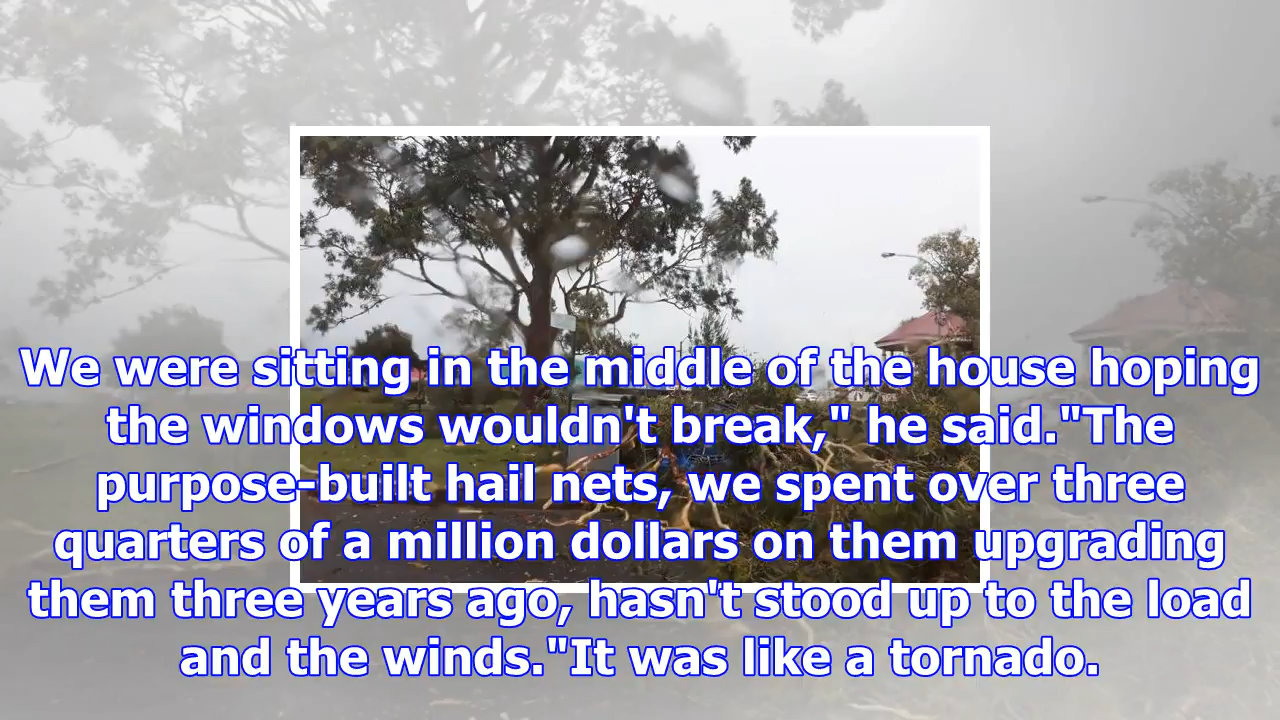 We were sitting in the middle of the house hoping
the windows wouldn't break," he said."The
purpose-built hail nets, we spent over three
quarters of a million dollars on them upgrading
them three years ago, hasn't stood up to the load
and the winds."It was like a tornado.